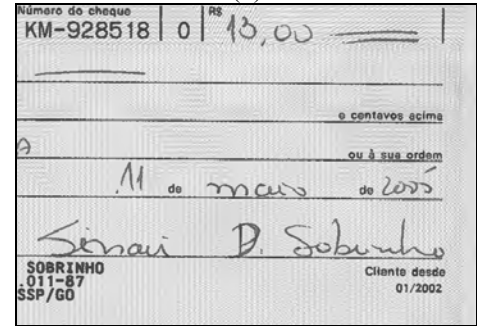 Número do cheque R$
KM-928518 0 13,00
e centavos acima
A ou à sua ordem
11 de maio de 2005
Sinair D. Sobrinho
SOBRINHO Cliente desde
.011-87 01/2002
SSP/GO